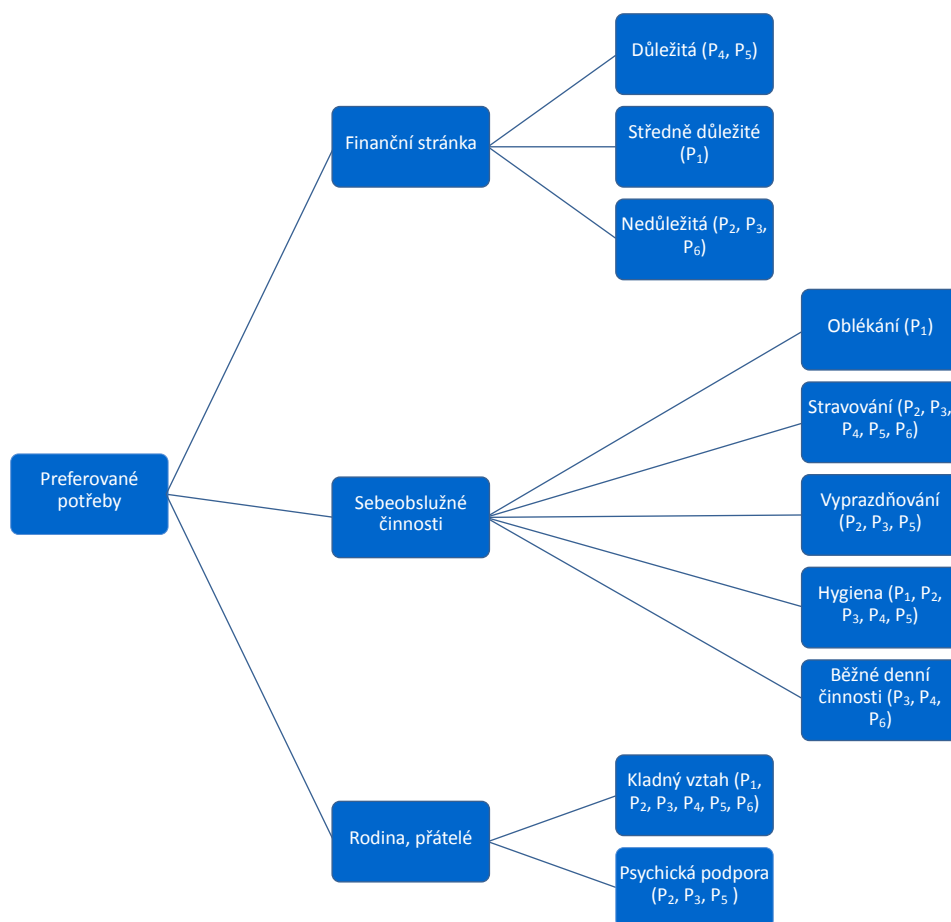 Důležitá (P₄, P₅)
Finanční stránka
Středně důležité
(P₁)
Nedůležitá (P₂, P₃,
P₆)
Oblékání (P₁)
Stravování (P₂, P₃,
P₄, P₅, P₆)
Preferované
potřeby
Sebeobslužné
činnosti
Vyprazdňování
(P₂, P₃, P₅)
Hygiena (P₁, P₂,
P₃, P₄, P₅)
Běžné denní
činnosti (P₃, P₄,
P₆)
Rodina, přátelé
Kladný vztah (P₁,
P₂, P₃, P₄, P₅, P₆)
Psychická podpora
(P₂, P₃, P₅ )